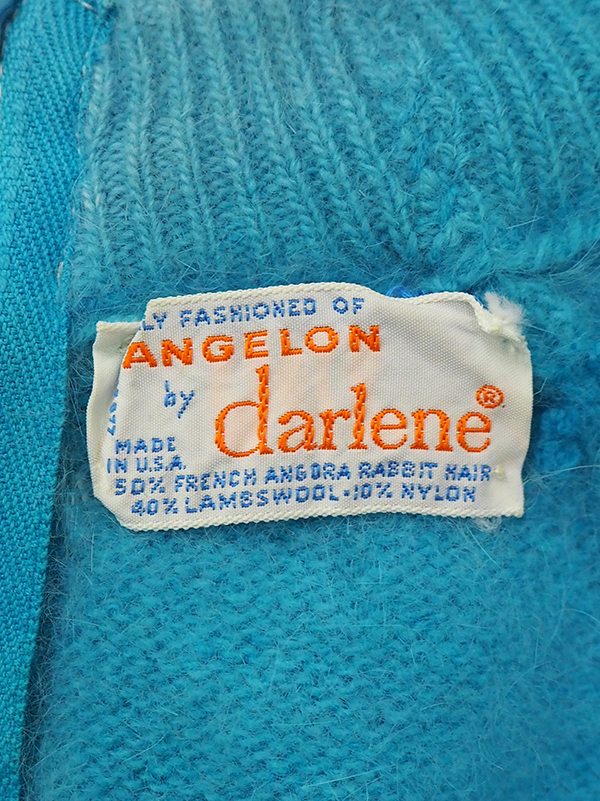 LY FASHIONED OF
ANGELON
by
darlene®
MADE
IN U.S.A.
50% FRENCH ANGORA RABBIT HAIR
40% LAMBSWOOL-10% NYLON